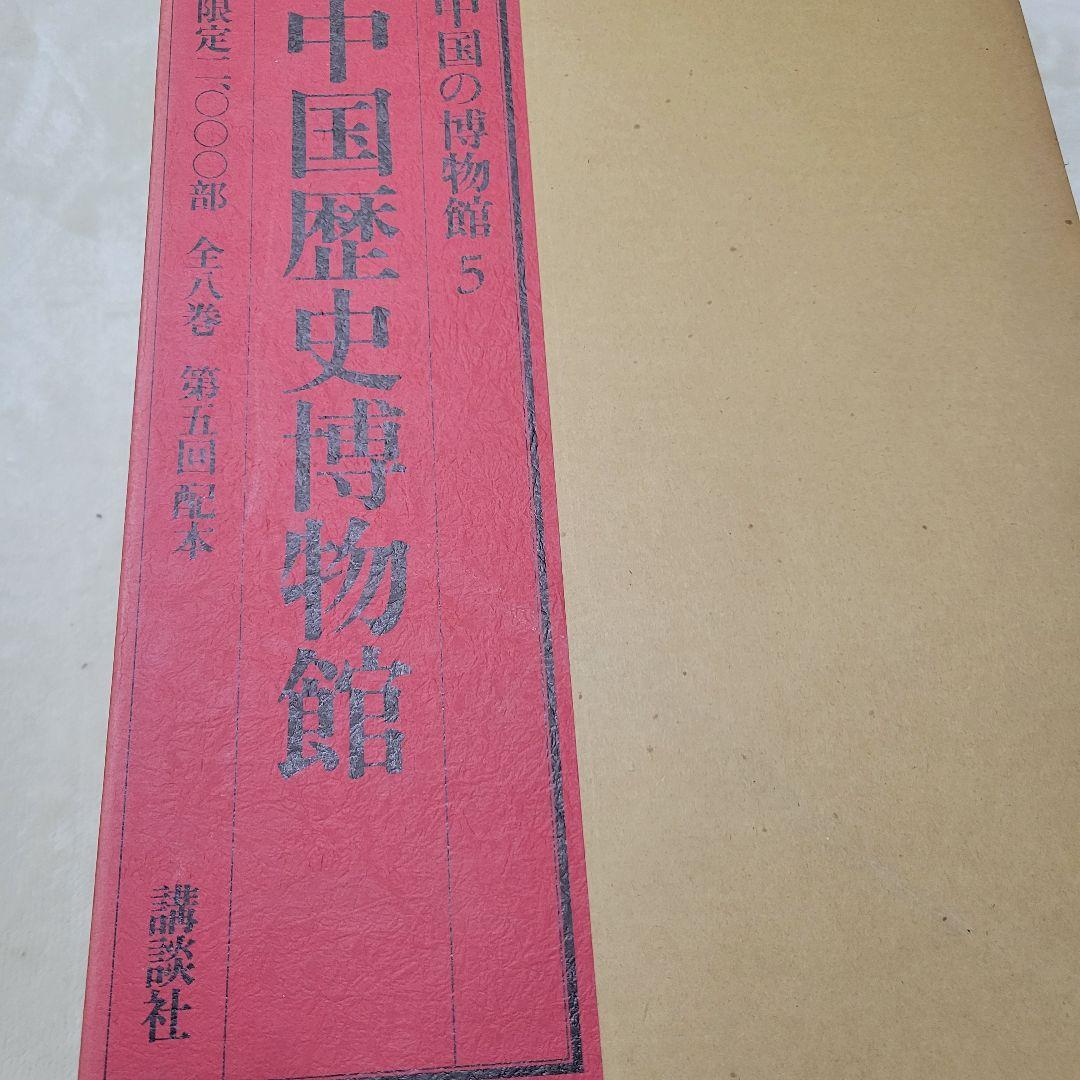 中国の博物館 5
中国歴史博物館
限定二、〇〇〇部 全八巻 第五回配本
講談社